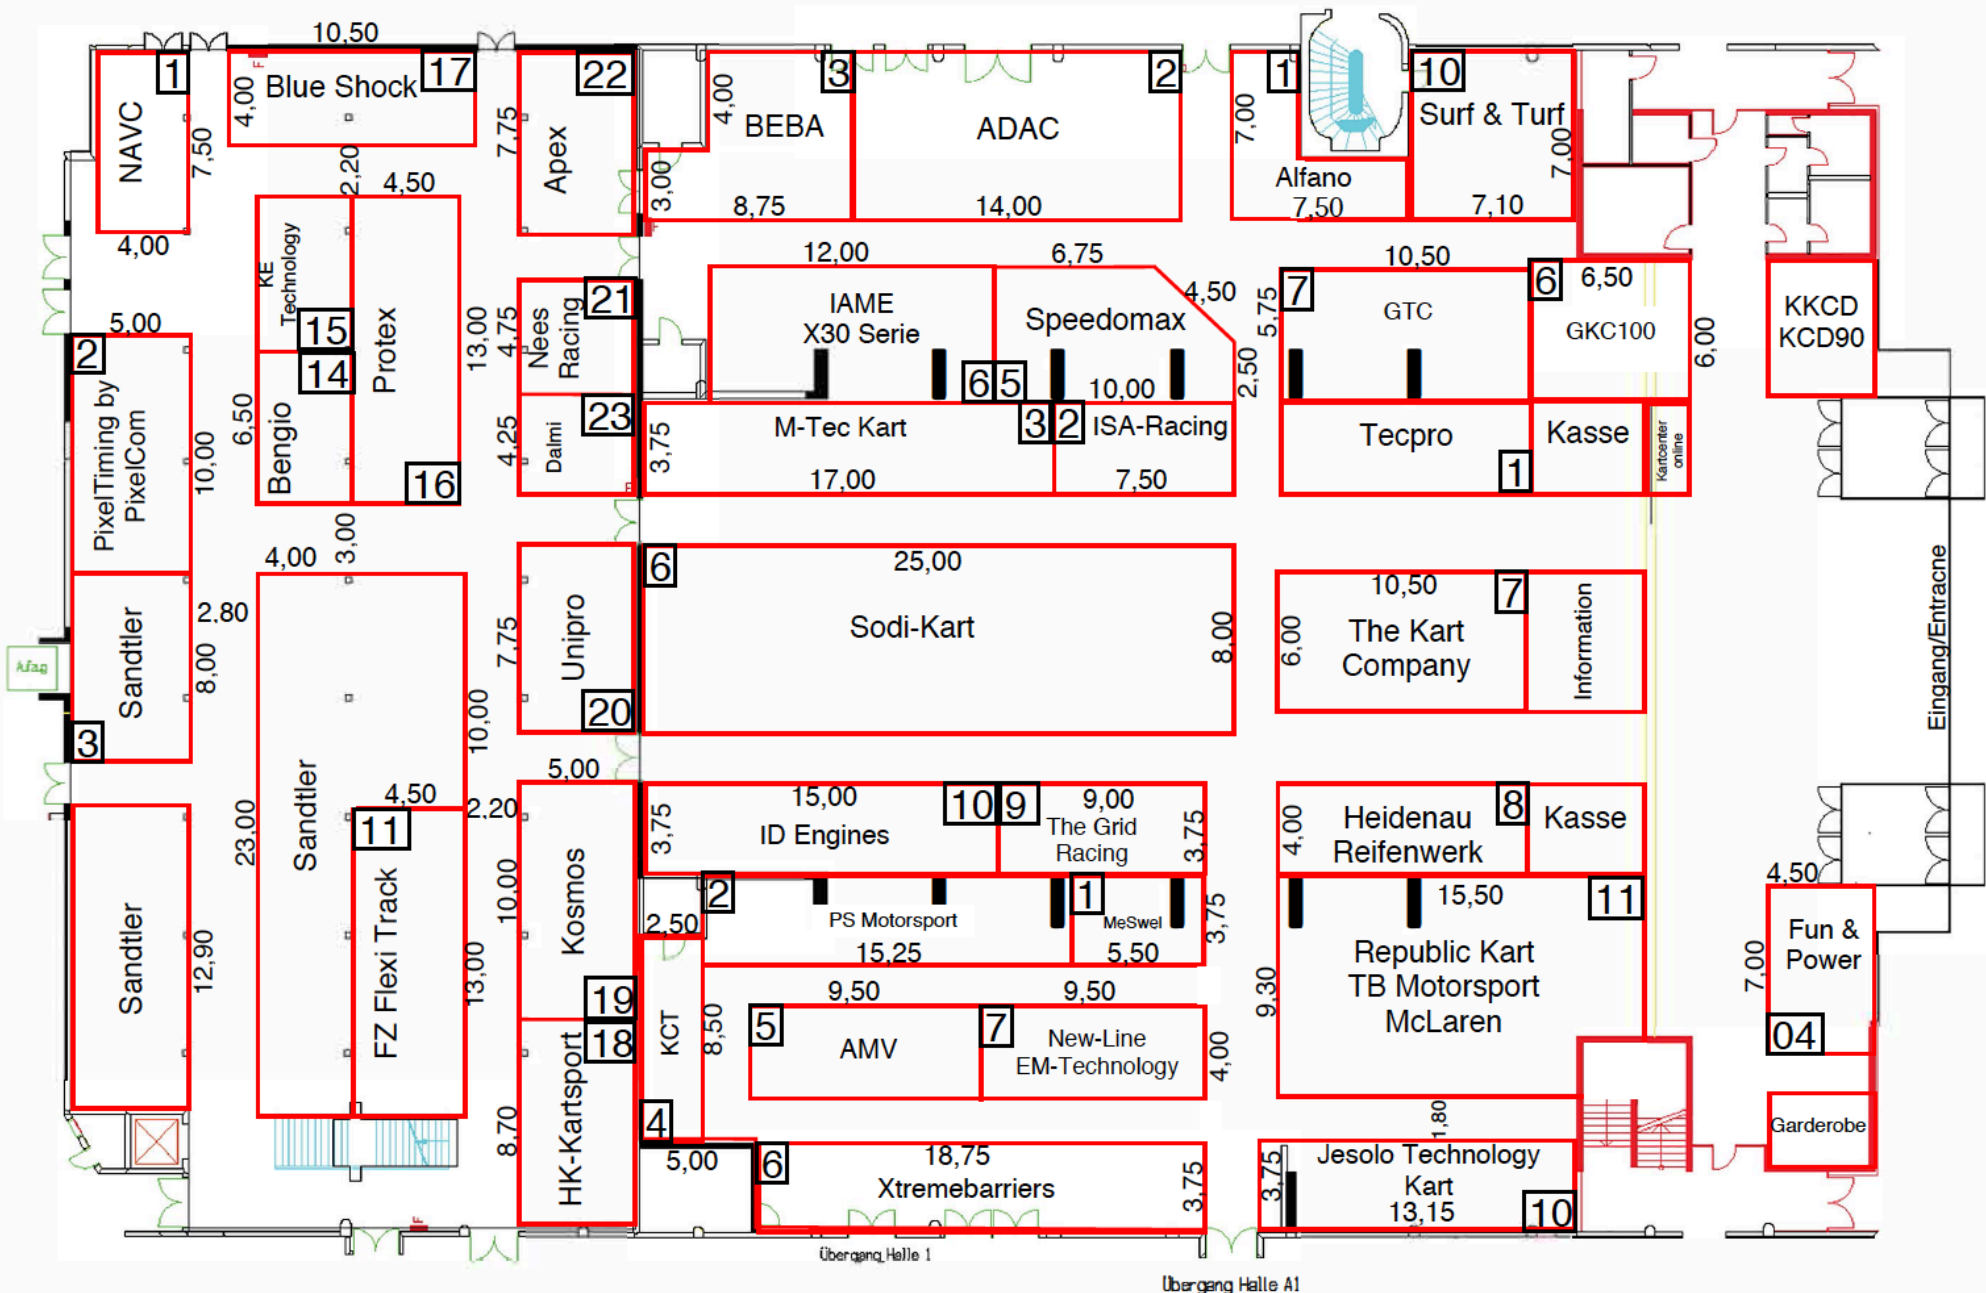 10,50
1
17
22
3
2
1
10
NAVC
4,00
Blue Shock
7,50
7,75
Apex
4,00
BEBA
ADAC
7,00
Surf & Turf
7,00
2,20
4,50
3,00
8,75
14,00
Alfano
7,50
7,10
4,00
KE
Technology
15
12,00
6,75
10,50
7
6
6,50
5,00
2
21
Nees
Racing
4,75
13,00
IAME
X30 Serie
Speedomax
4,50
5,75
GTC
GKC100
6,00
KKCD
KCD90
14
Protex
6
5
10,00
2,50
PixelTiming by
PixelCom
10,00
6,50
Bengio
16
4,25
Dalmi
23
3,75
M-Tec Kart
3
2
ISA-Racing
17,00
7,50
Tecpro
1
Kasse
Kartcenter
online
4,00
3,00
6
25,00
Sodi-Kart
8,00
10,50
7
6,00
The Kart
Company
Information
Eingang/Entracne
Aufzug
Sandtler
2,80
8,00
3
7,75
Unipro
20
10,00
5,00
23,00
Sandtler
4,50
2,20
11
FZ Flexi Track
13,00
10,00
Kosmos
19
15,00
10
9
9,00
3,75
ID Engines
The Grid
Racing
3,75
4,00
Heidenau
Reifenwerk
8
Kasse
Sandtler
12,90
2
2,50
PS Motorsport
15,25
1
MeSwel
5,50
3,75
15,50
11
Republic Kart
TB Motorsport
McLaren
9,30
4,50
Fun &
Power
7,00
04
18
HK-Kartsport
8,70
KCT
8,50
4
9,50
9,50
5
AMV
7
New-Line
EM-Technology
4,00
1,80
Garderobe
5,00
6
18,75
Xtremebarriers
3,75
3,75
Jesolo Technology
Kart
13,15
10
F
F
F
F
Übergang Halle 1
Übergang Halle A1